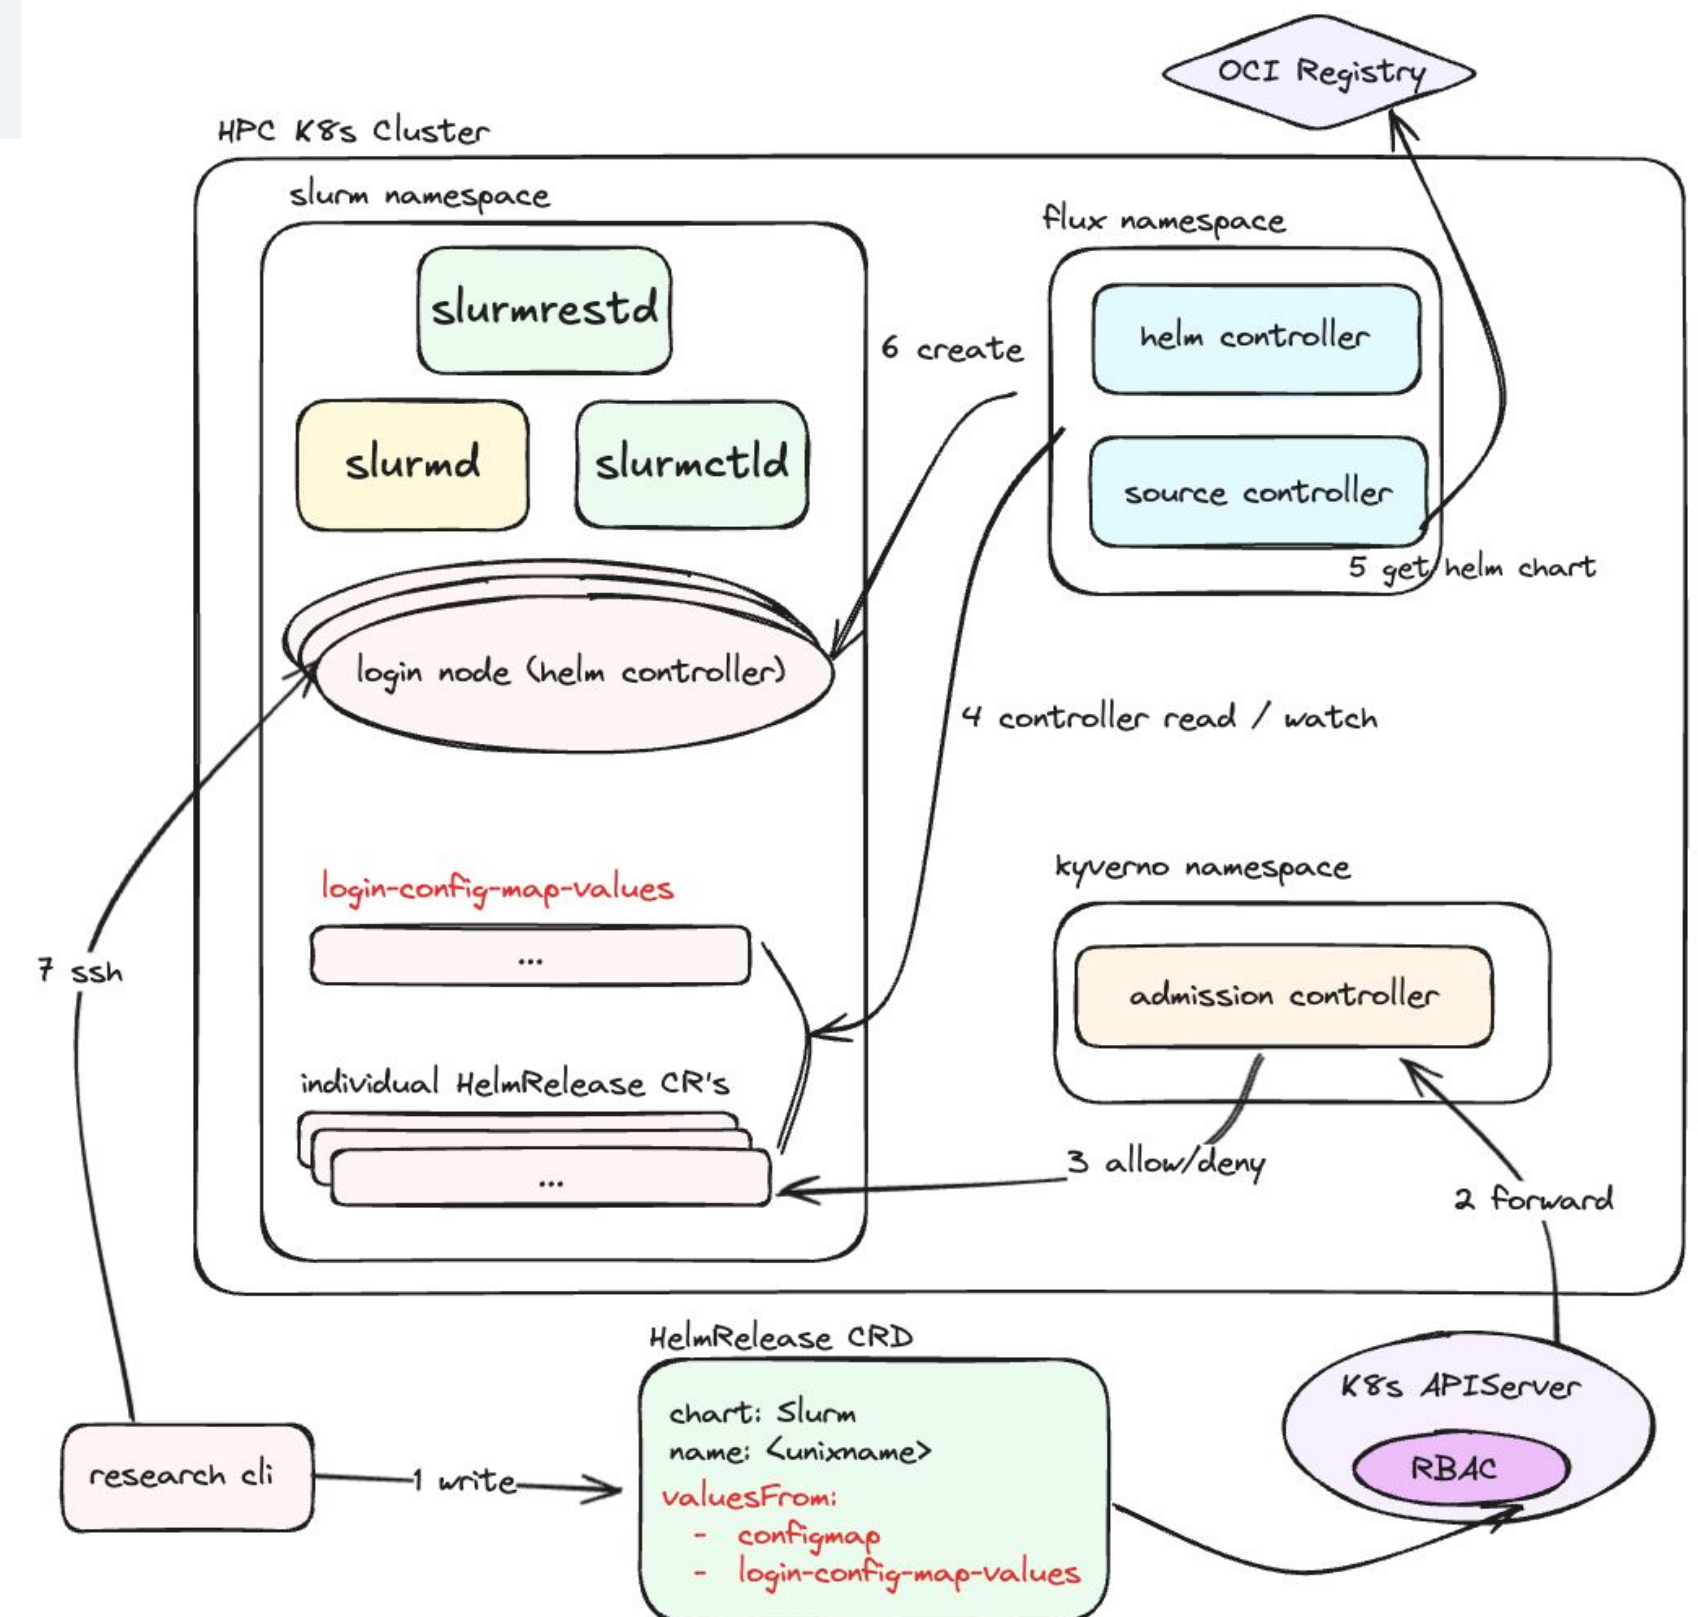 OCI Registry
HPC K8s Cluster
slurm namespace
flux namespace
slurmrestd
helm controller
6 create
slurmd
slurmctld
source controller
5 get helm chart
login node (helm controller)
4 controller read / watch
kyverno namespace
login-config-map-values
...
admission controller
7 ssh
individual HelmRelease CR's
...
3 allow/deny
2 forward
HelmRelease CRD
K8s APIServer
RBAC
chart: Slurm
name: <unixname>
valuesFrom:
- configmap
- login-config-map-values
research cli
1 write